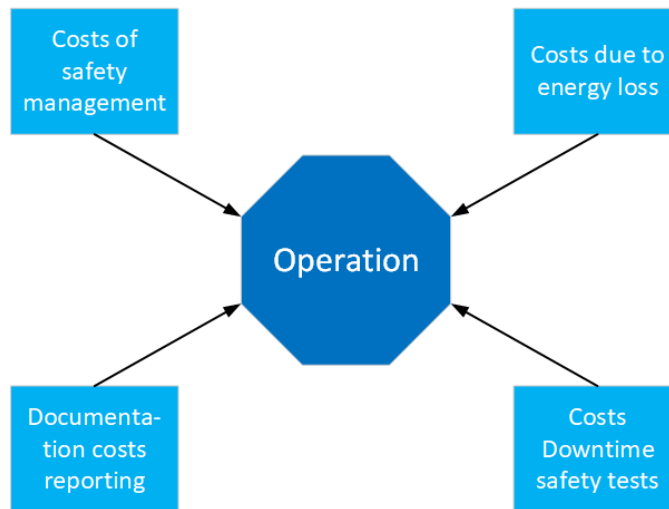 Costs of
safety
management
Costs due to
energy loss
Operation
Documenta-
tion costs
reporting
Costs
Downtime
safety tests